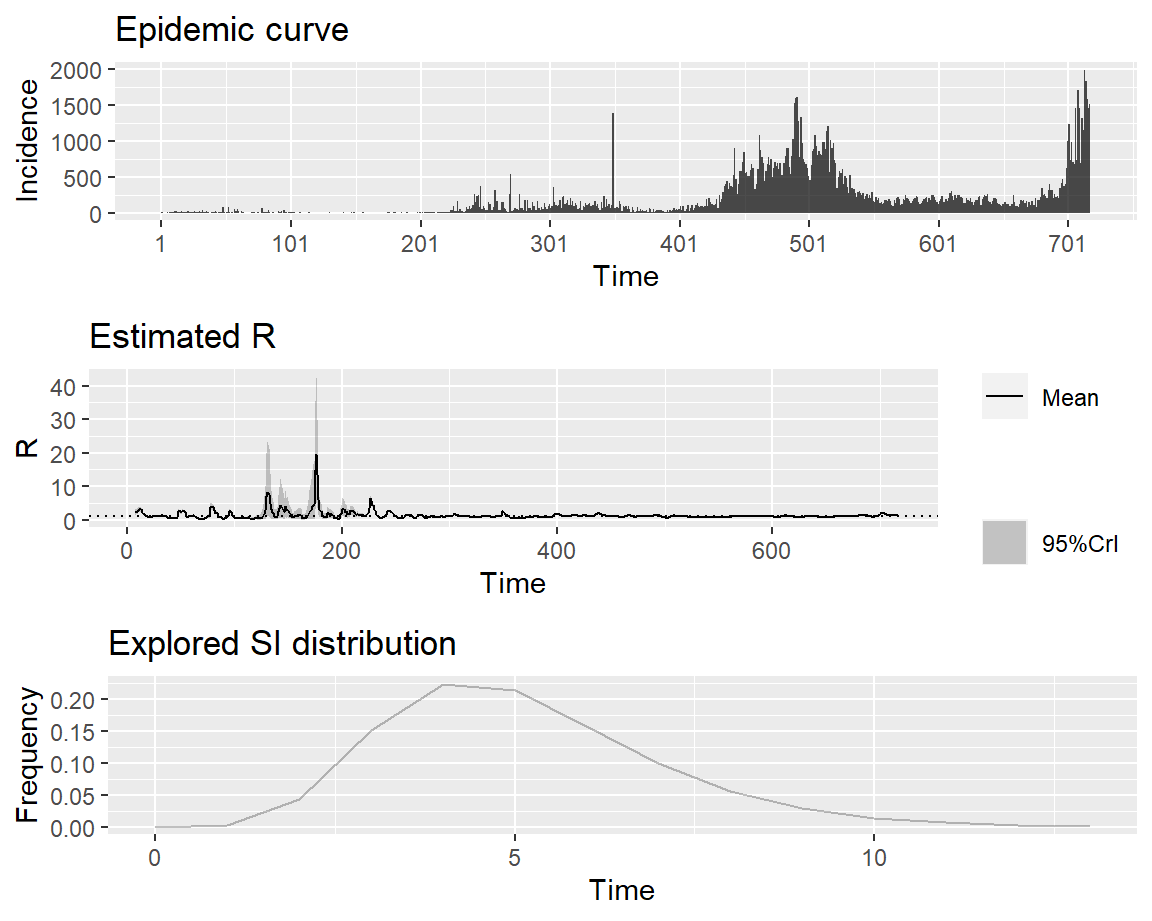 Epidemic curve
Incidence
2000
1500
1000
500
0
1 101 201 301 401 501 601 701
Time
Estimated R
R
40
30
20
10
0
0 200 400 600
Time
Mean
95%CrI
Explored SI distribution
Frequency
0.20
0.15
0.10
0.05
0.00
0 5 10
Time